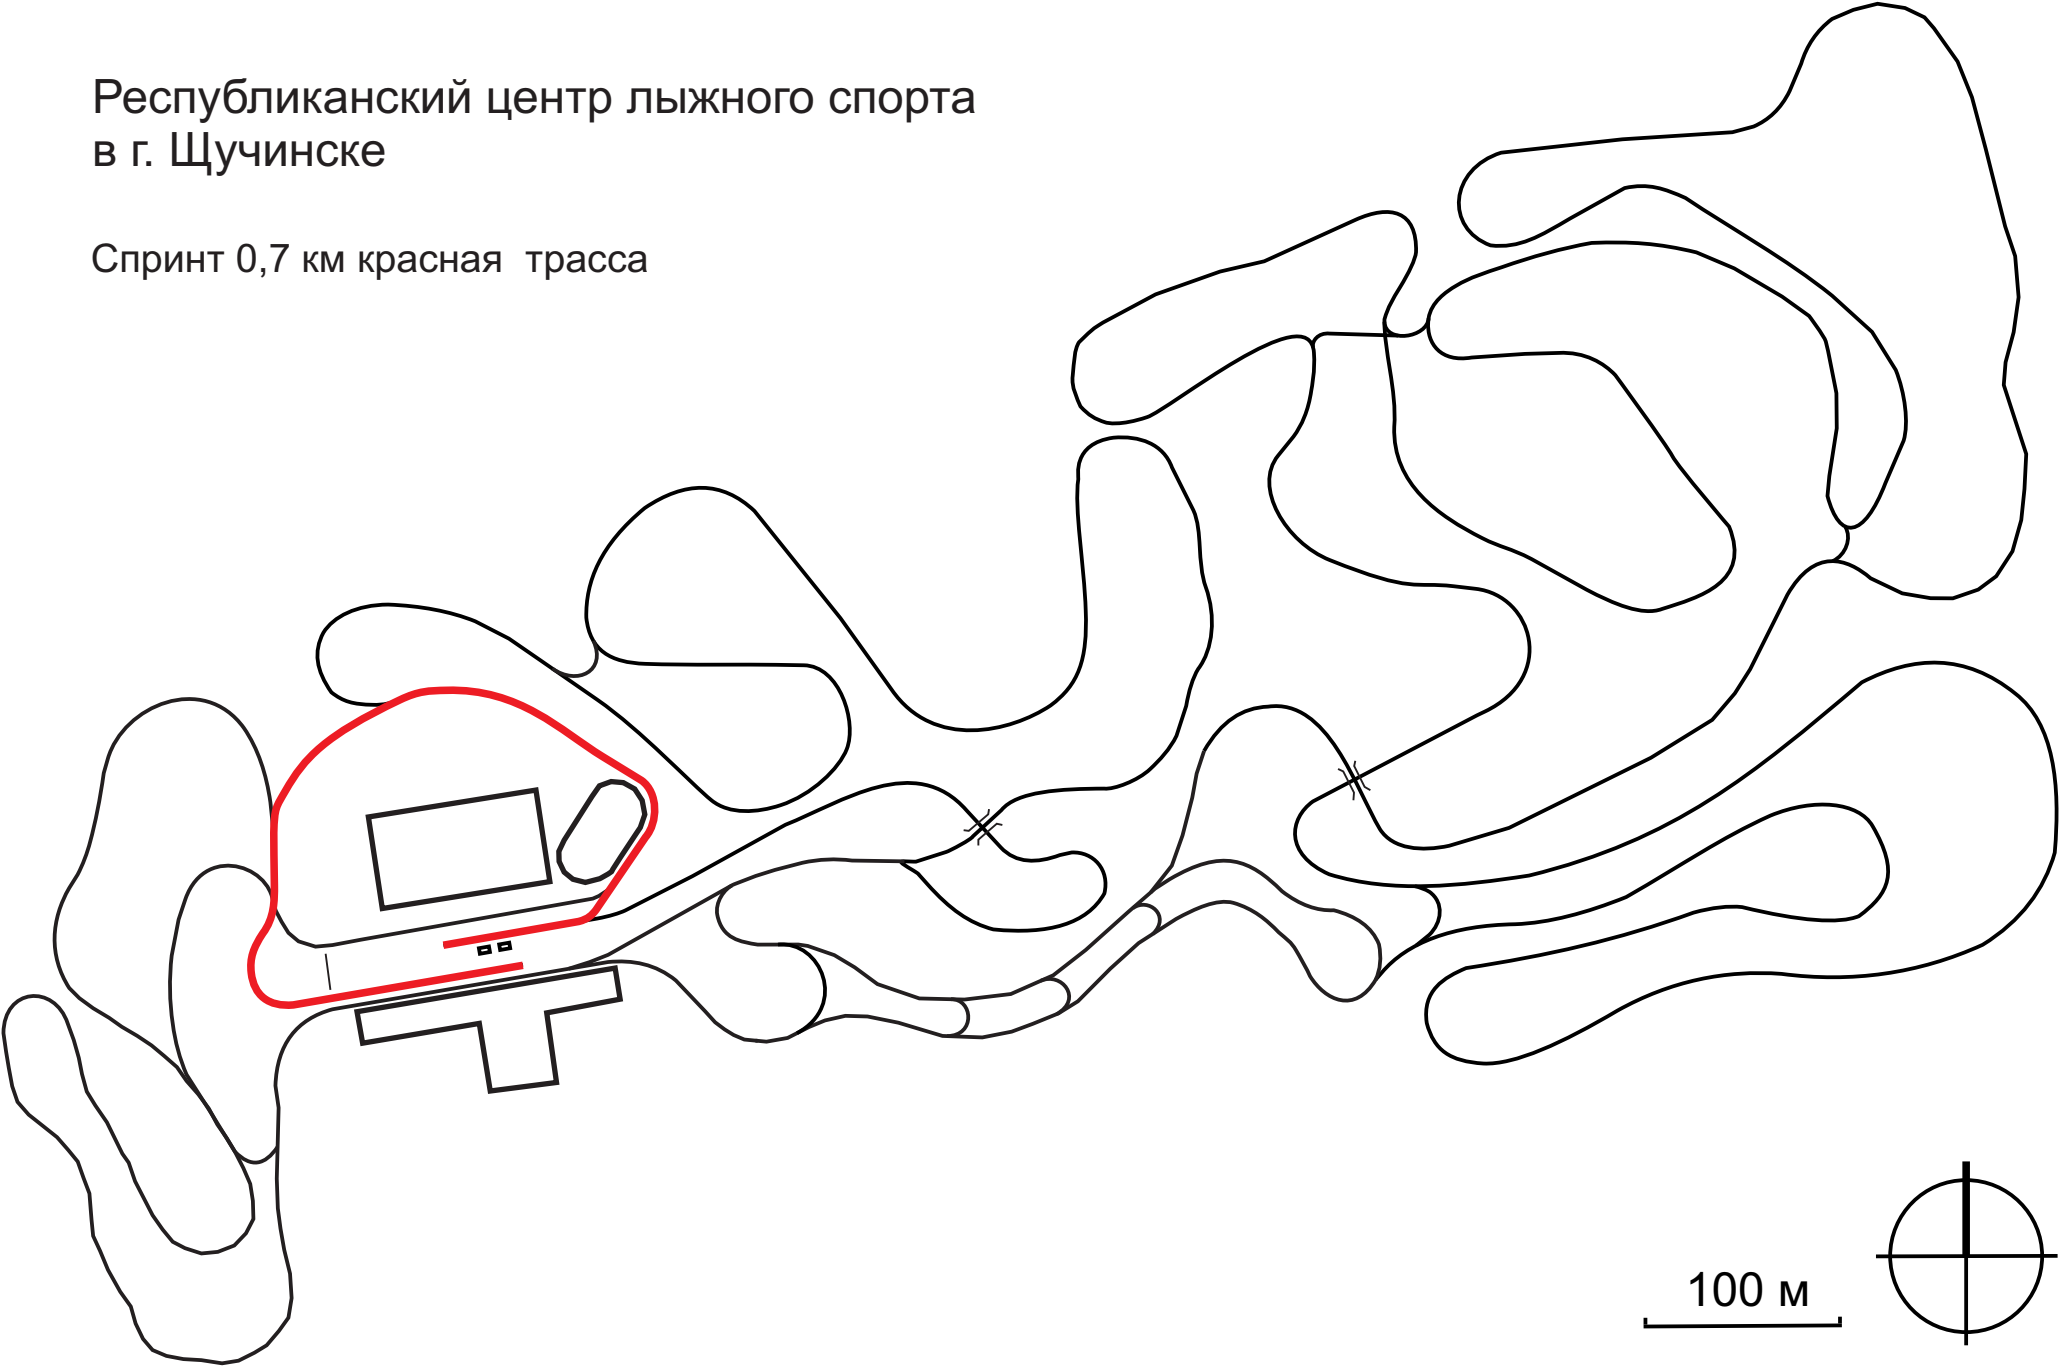 Республиканский центр лыжного спорта
в г. Щучинске
Спринт 0,7 км красная трасса
100 м